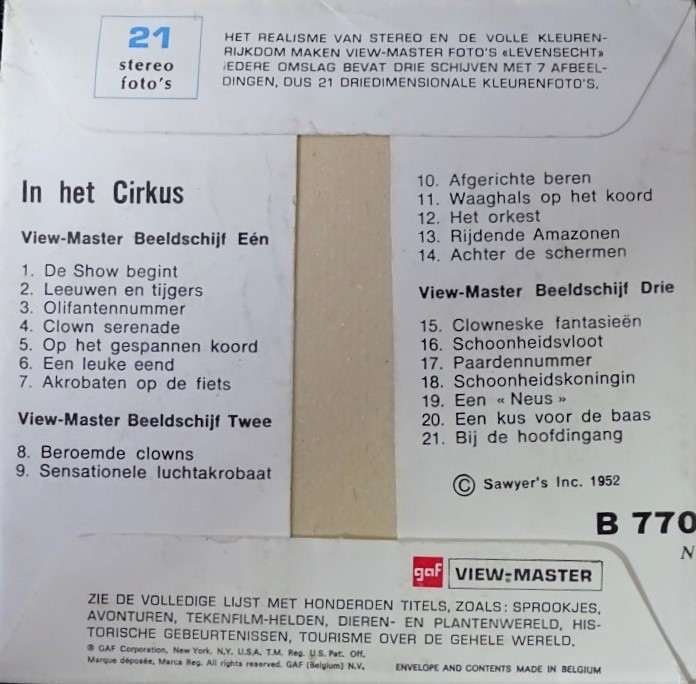 21
stereo
foto's
HET REALISME VAN STEREO EN DE VOLLE KLEUREN-
RIJKDOM MAKEN VIEW-MASTER FOTO'S «LEVENSECHT»
IEDERE OMSLAG BEVAT DRIE SCHIJVEN MET 7 AFBEEL-
DINGEN, DUS 21 DRIEDIMENSIONALE KLEURENFOTO'S.
In het Cirkus
View-Master Beeldschijf Eén
1. De Show begint
2. Leeuwen en tijgers
3. Olifantennummer
4. Clown serenade
5. Op het gespannen koord
6. Een leuke eend
7. Akrobaten op de fiets
View-Master Beeldschijf Twee
8. Beroemde clowns
9. Sensationele luchtakrobaat
10. Afgerichte beren
11. Waaghals op het koord
12. Het orkest
13. Rijdende Amazonen
14. Achter de schermen
View-Master Beeldschijf Drie
15. Clowneske fantasieën
16. Schoonheidsvloot
17. Paardennummer
18. Schoonheidskoningin
19. Een « Neus »
20. Een kus voor de baas
21. Bij de hoofdingang
© Sawyer's Inc. 1952
B 770
N
gaf VIEW-MASTER
ZIE DE VOLLEDIGE LIJST MET HONDERDEN TITELS, ZOALS: SPROOKJES,
AVONTUREN, TEKENFILM-HELDEN, DIEREN- EN PLANTENWERELD, HIS-
TORISCHE GEBEURTENISSEN, TOURISME OVER DE GEHELE WERELD.
® GAF Corporation, New York, N.Y. U.S.A. T.M. Reg. U.S. Pat. Off.
Marque déposée, Marca Reg. All rights reserved. GAF (Belgium) N.V.
ENVELOPE AND CONTENTS MADE IN BELGIUM